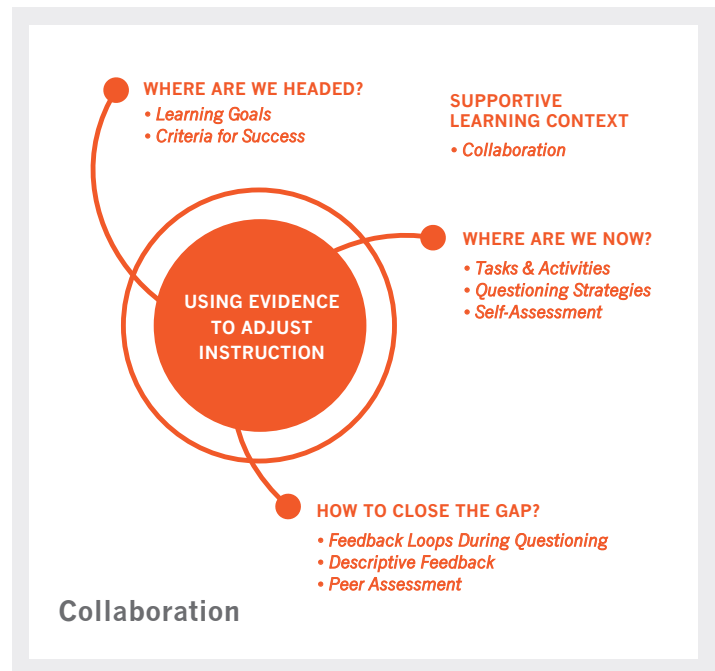 WHERE ARE WE HEADED?
• Learning Goals
• Criteria for Success
SUPPORTIVE
LEARNING CONTEXT
• Collaboration
WHERE ARE WE NOW?
• Tasks & Activities
• Questioning Strategies
• Self-Assessment
USING EVIDENCE
TO ADJUST
INSTRUCTION
HOW TO CLOSE THE GAP?
• Feedback Loops During Questioning
• Descriptive Feedback
• Peer Assessment
Collaboration